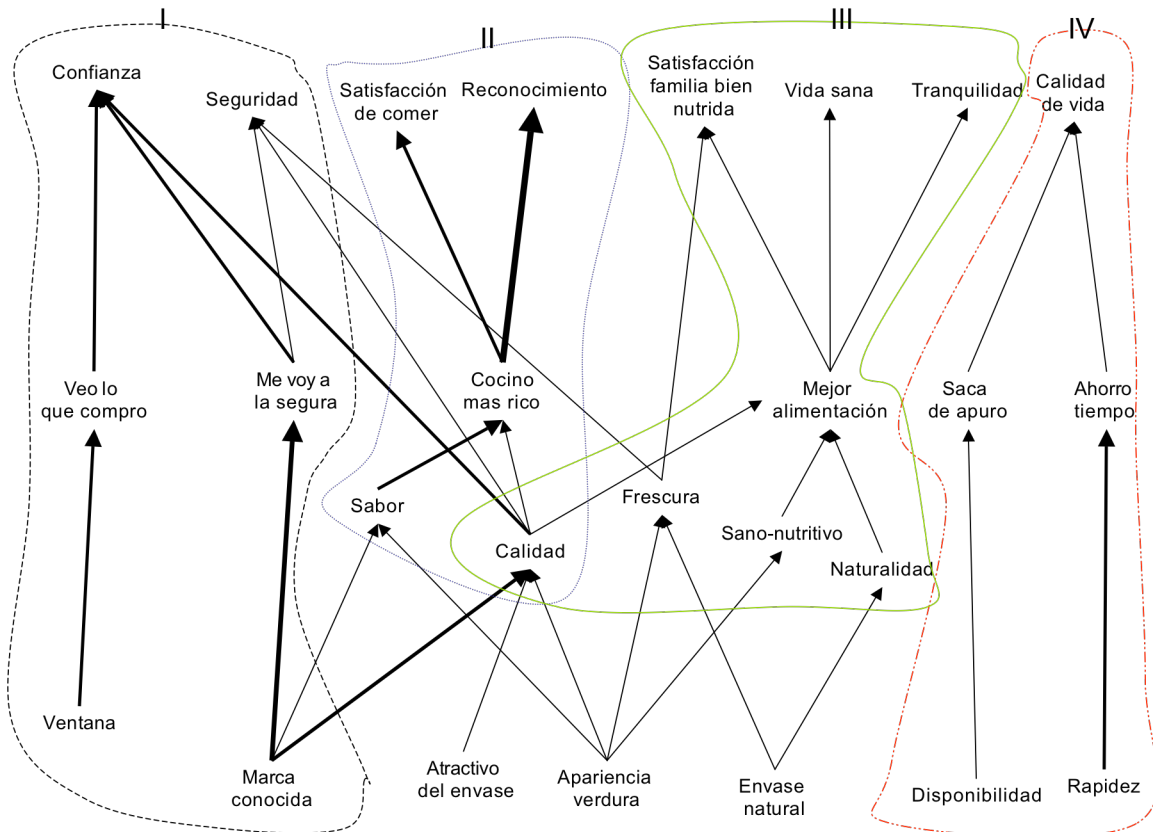 I
II
III
IV
Confianza
Seguridad
Satisfacción
de comer
Reconocimiento
Satisfacción
familia bien
nutrida
Vida sana
Tranquilidad
Calidad
de vida
Veo lo
que compro
Me voy a
la segura
Cocino
mas rico
Mejor
alimentación
Saca
de apuro
Ahorro
tiempo
Sabor
Calidad
Frescura
Sano-nutritivo
Naturalidad
Ventana
Marca
conocida
Atractivo
del envase
Apariencia
verdura
Envase
natural
Disponibilidad
Rapidez